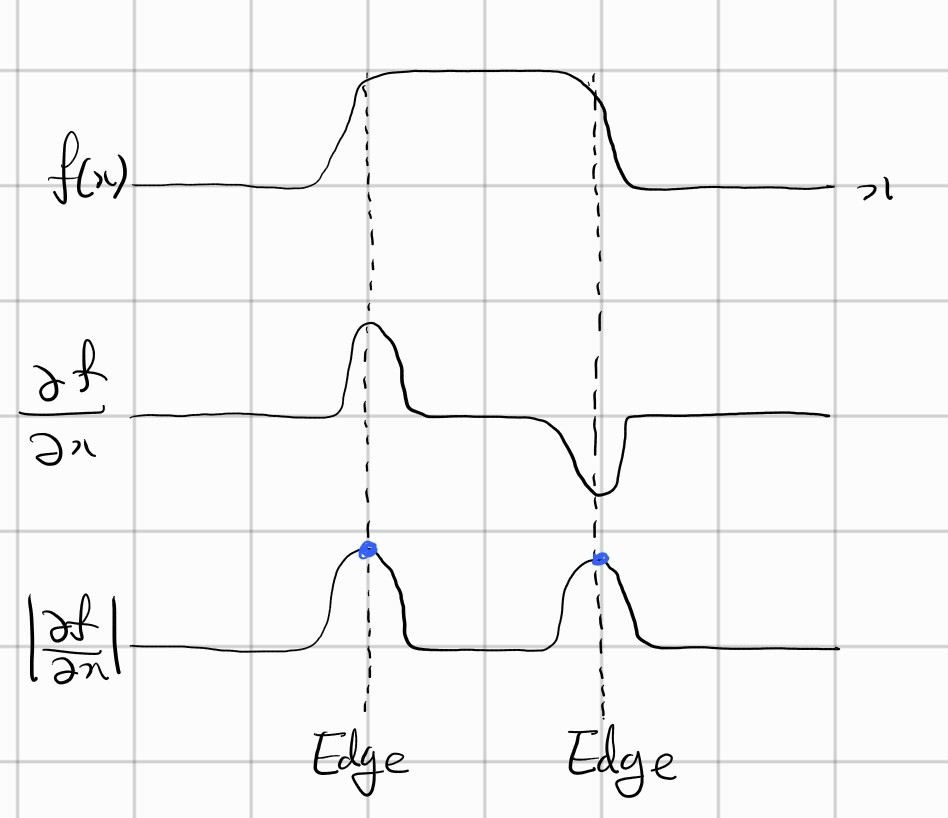 f(x)
x
∂f
∂x
|∂f/∂x|
Edge Edge